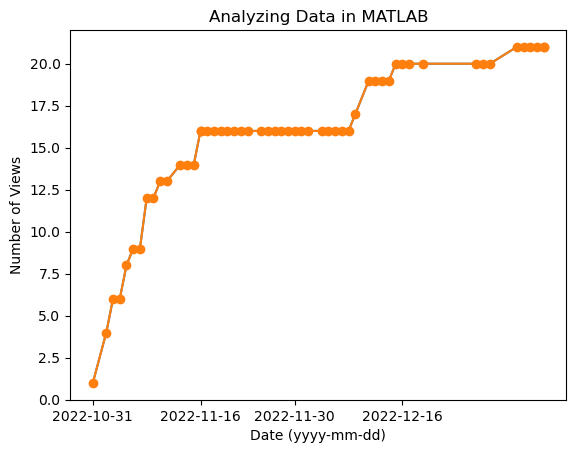 Analyzing Data in MATLAB
Number of Views
20.0
17.5
15.0
12.5
10.0
7.5
5.0
2.5
0.0
2022-10-31 2022-11-16 2022-11-30 2022-12-16
Date (yyyy-mm-dd)